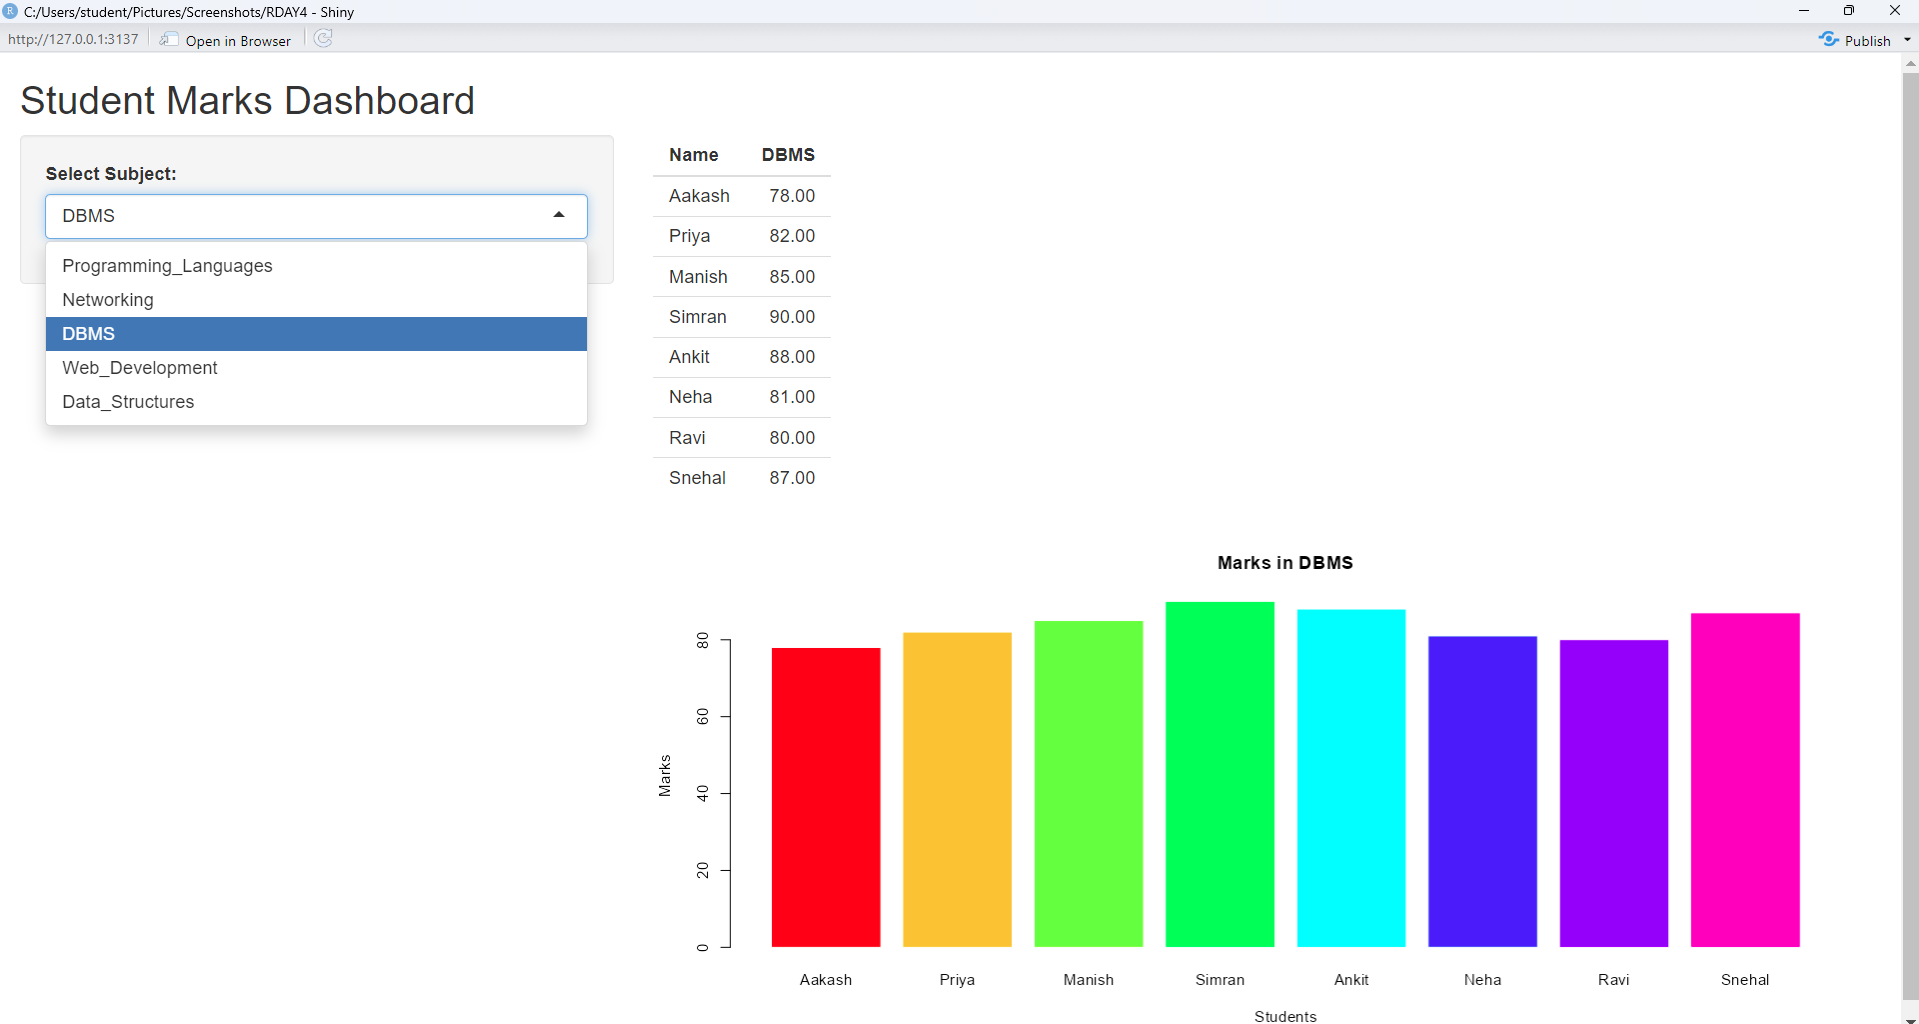 C:/Users/student/Pictures/Screenshots/RDAY4 - Shiny
http://127.0.0.1:3137 Open in Browser Publish
Student Marks Dashboard
Select Subject:
DBMS
Programming_Languages
Networking
DBMS
Web_Development
Data_Structures
Name DBMS
Aakash 78.00
Priya 82.00
Manish 85.00
Simran 90.00
Ankit 88.00
Neha 81.00
Ravi 80.00
Snehal 87.00
Marks in DBMS
80
60
40
20
0
Marks
Aakash Priya Manish Simran Ankit Neha Ravi Snehal
Students